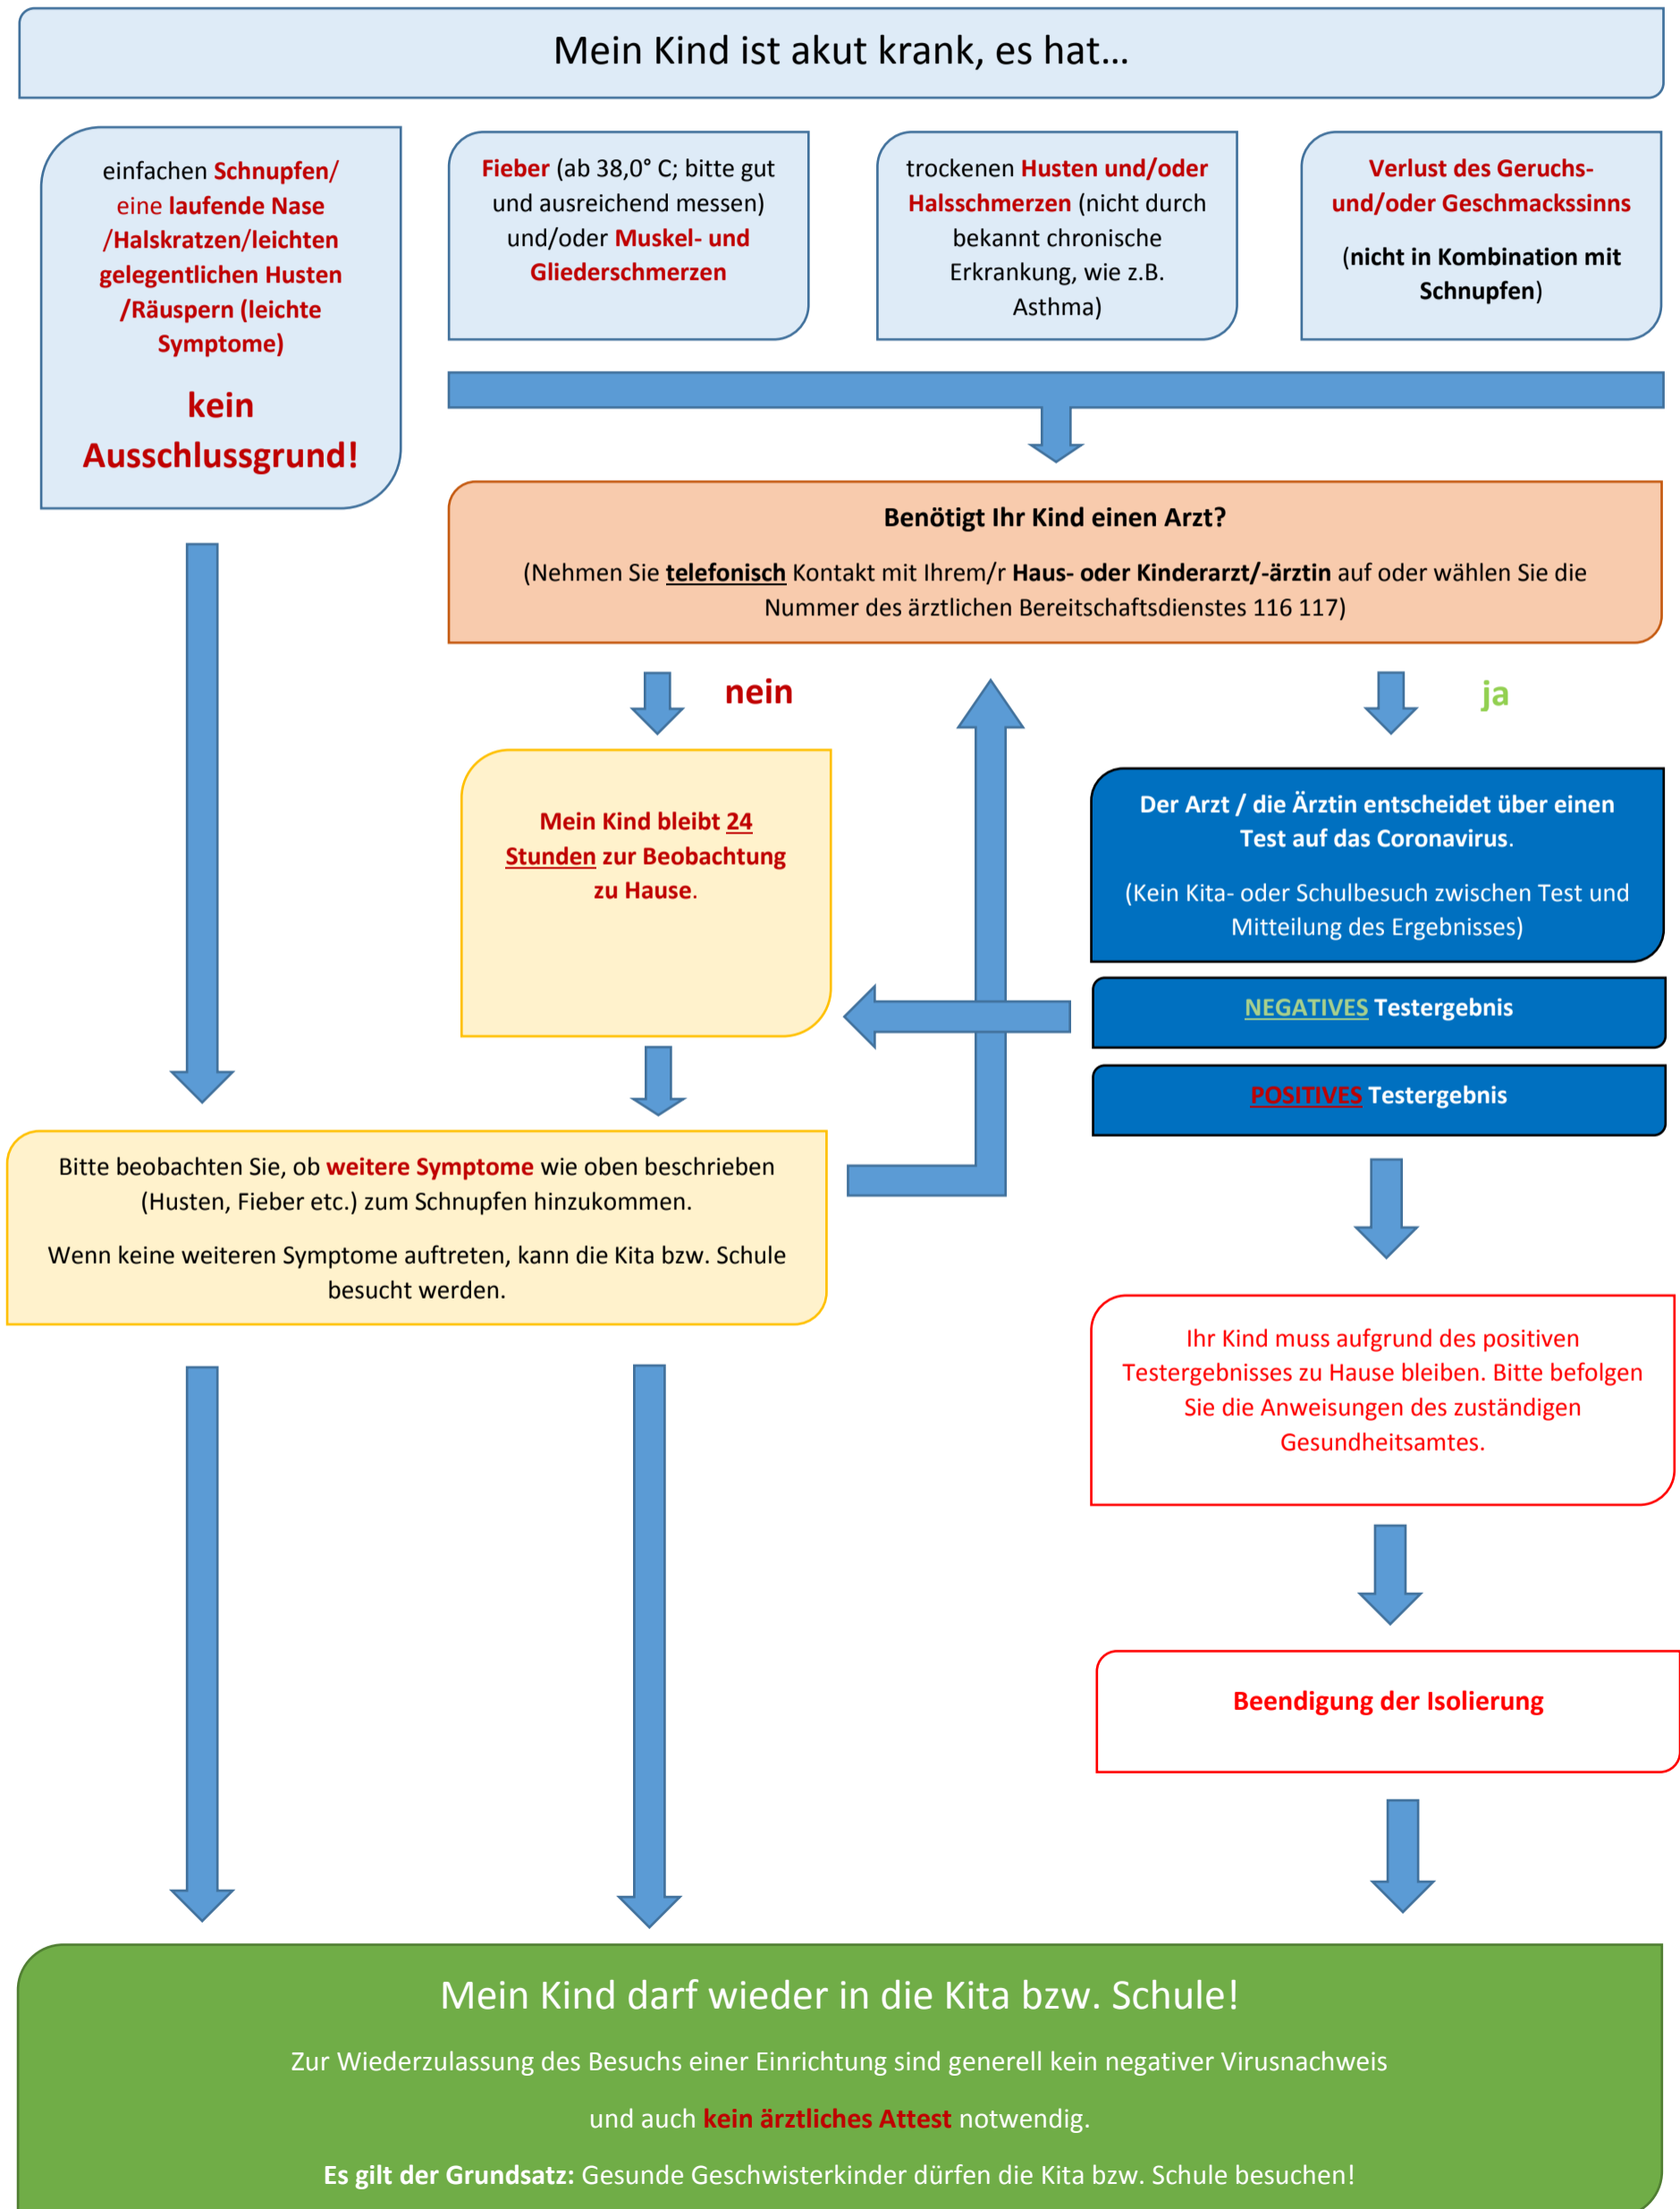 Mein Kind ist akut krank, es hat...
einfachen Schnupfen/
eine laufende Nase
/Halskratzen/leichten
gelegentlichen Husten
/Räuspern (leichte
Symptome)
kein
Ausschlussgrund!
Fieber (ab 38,0° C; bitte gut
und ausreichend messen)
und/oder Muskel- und
Gliederschmerzen
trockenen Husten und/oder
Halsschmerzen (nicht durch
bekannt chronische
Erkrankung, wie z.B.
Asthma)
Verlust des Geruchs-
und/oder Geschmackssinns
(nicht in Kombination mit
Schnupfen)
Benötigt Ihr Kind einen Arzt?
(Nehmen Sie telefonisch Kontakt mit Ihrem/r Haus- oder Kinderarzt/-ärztin auf oder wählen Sie die
Nummer des ärztlichen Bereitschaftsdienstes 116 117)
nein
ja
Mein Kind bleibt 24
Stunden zur Beobachtung
zu Hause.
Der Arzt / die Ärztin entscheidet über einen
Test auf das Coronavirus.
(Kein Kita- oder Schulbesuch zwischen Test und
Mitteilung des Ergebnisses)
NEGATIVES Testergebnis
POSITIVES Testergebnis
Bitte beobachten Sie, ob weitere Symptome wie oben beschrieben
(Husten, Fieber etc.) zum Schnupfen hinzukommen.
Wenn keine weiteren Symptome auftreten, kann die Kita bzw. Schule
besucht werden.
Ihr Kind muss aufgrund des positiven
Testergebnisses zu Hause bleiben. Bitte befolgen
Sie die Anweisungen des zuständigen
Gesundheitsamtes.
Beendigung der Isolierung
Mein Kind darf wieder in die Kita bzw. Schule!
Zur Wiederzulassung des Besuchs einer Einrichtung sind generell kein negativer Virusnachweis
und auch kein ärztliches Attest notwendig.
Es gilt der Grundsatz: Gesunde Geschwisterkinder dürfen die Kita bzw. Schule besuchen!